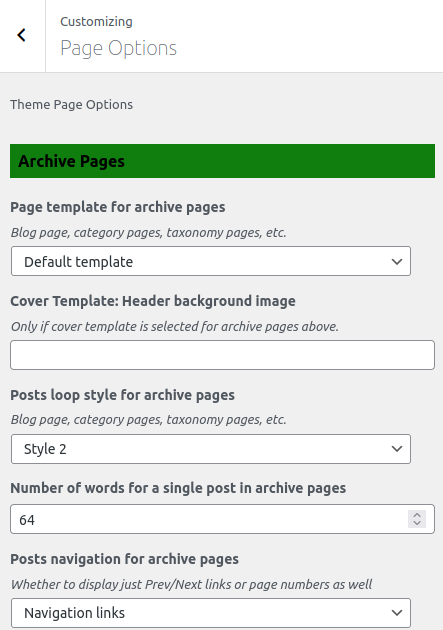 Customizing
Page Options
Theme Page Options
Archive Pages
Page template for archive pages
Blog page, category pages, taxonomy pages, etc.
Default template
Cover Template: Header background image
Only if cover template is selected for archive pages above.
Posts loop style for archive pages
Blog page, category pages, taxonomy pages, etc.
Style 2
Number of words for a single post in archive pages
64
Posts navigation for archive pages
Whether to display just Prev/Next links or page numbers as well
Navigation links